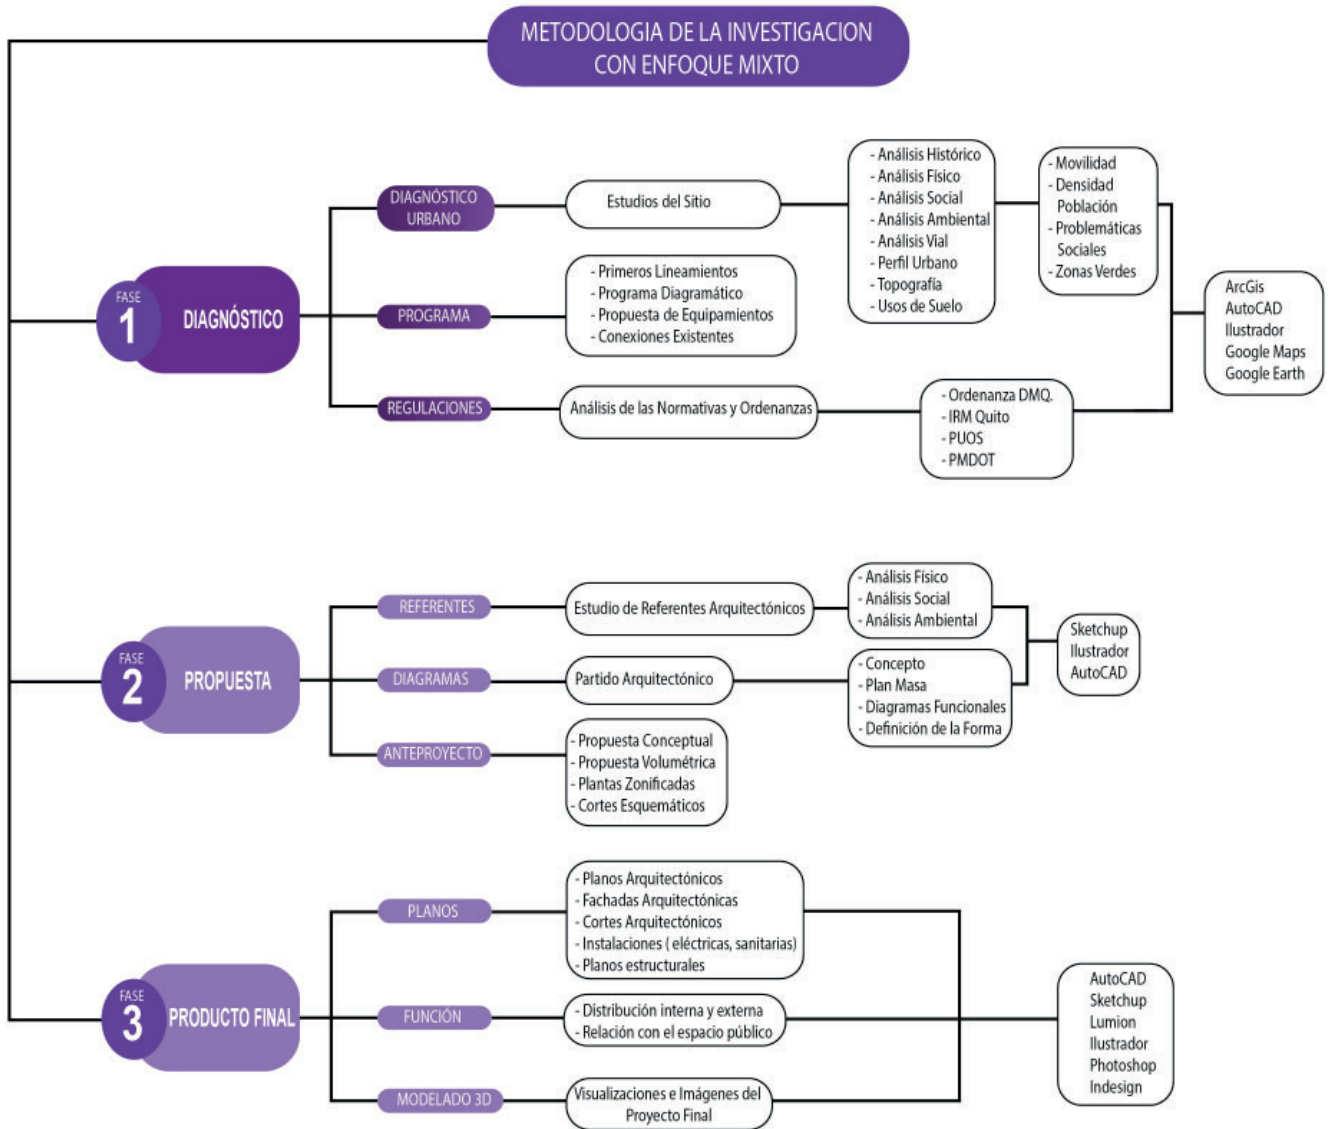 METODOLOGIA DE LA INVESTIGACION
CON ENFOQUE MIXTO
FASE
1
DIAGNÓSTICO
DIAGNÓSTICO
URBANO
Estudios del Sitio
- Análisis Histórico
- Análisis Físico
- Análisis Social
- Análisis Ambiental
- Análisis Vial
- Perfil Urbano
- Topografía
- Usos de Suelo
- Movilidad
- Densidad
Población
- Problemáticas
Sociales
- Zonas Verdes
PROGRAMA
- Primeros Lineamientos
- Programa Diagramático
- Propuesta de Equipamientos
- Conexiones Existentes
REGULACIONES
Análisis de las Normativas y Ordenanzas
- Ordenanza DMQ.
- IRM Quito
- PUOS
- PMDOT
ArcGis
AutoCAD
Ilustrador
Google Maps
Google Earth
FASE
2
PROPUESTA
REFERENTES
Estudio de Referentes Arquitectónicos
- Análisis Físico
- Análisis Social
- Análisis Ambiental
DIAGRAMAS
Partido Arquitectónico
- Concepto
- Plan Masa
- Diagramas Funcionales
- Definición de la Forma
ANTEPROYECTO
- Propuesta Conceptual
- Propuesta Volumétrica
- Plantas Zonificadas
- Cortes Esquemáticos
Sketchup
Ilustrador
AutoCAD
FASE
3
PRODUCTO FINAL
PLANOS
- Planos Arquitectónicos
- Fachadas Arquitectónicas
- Cortes Arquitectónicos
- Instalaciones ( eléctricas, sanitarias)
- Planos estructurales
FUNCIÓN
- Distribución interna y externa
- Relación con el espacio público
MODELADO 3D
Visualizaciones e Imágenes del
Proyecto Final
AutoCAD
Sketchup
Lumion
Ilustrador
Photoshop
Indesign